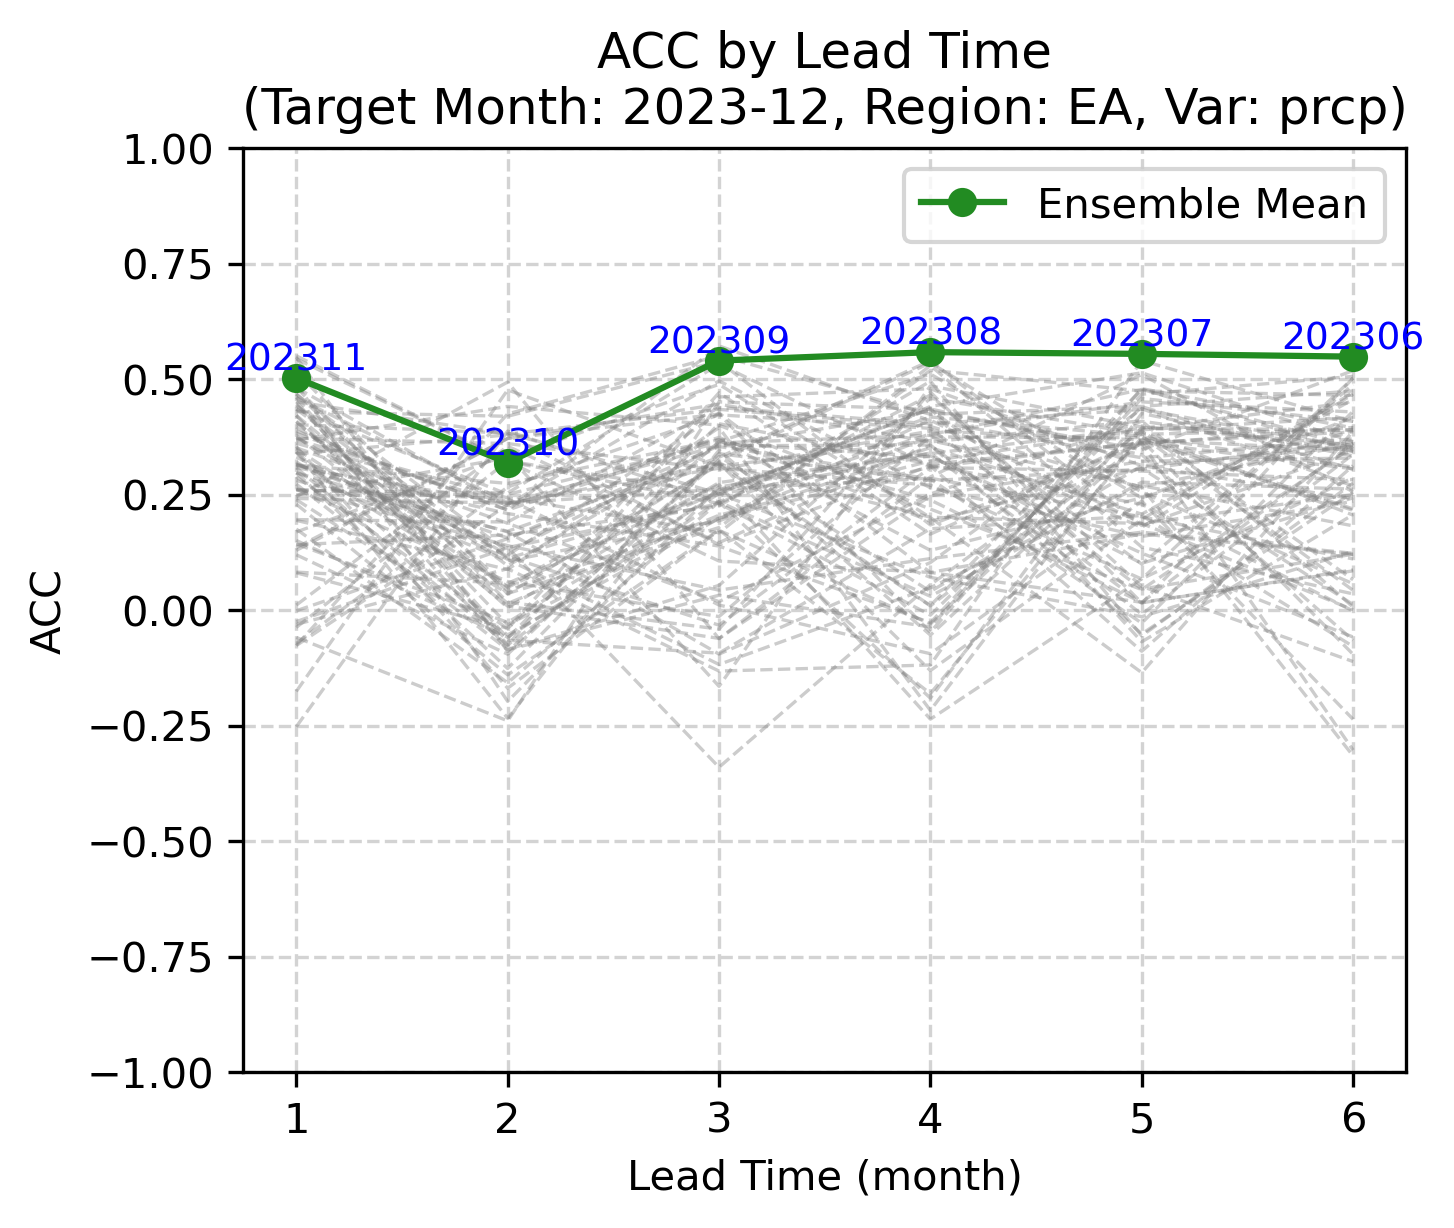 ACC by Lead Time
(Target Month: 2023-12, Region: EA, Var: prcp)
1.00
0.75
0.50
0.25
0.00
−0.25
−0.50
−0.75
−1.00
ACC
Ensemble Mean
202311
202310
202309
202308
202307
202306
1 2 3 4 5 6
Lead Time (month)